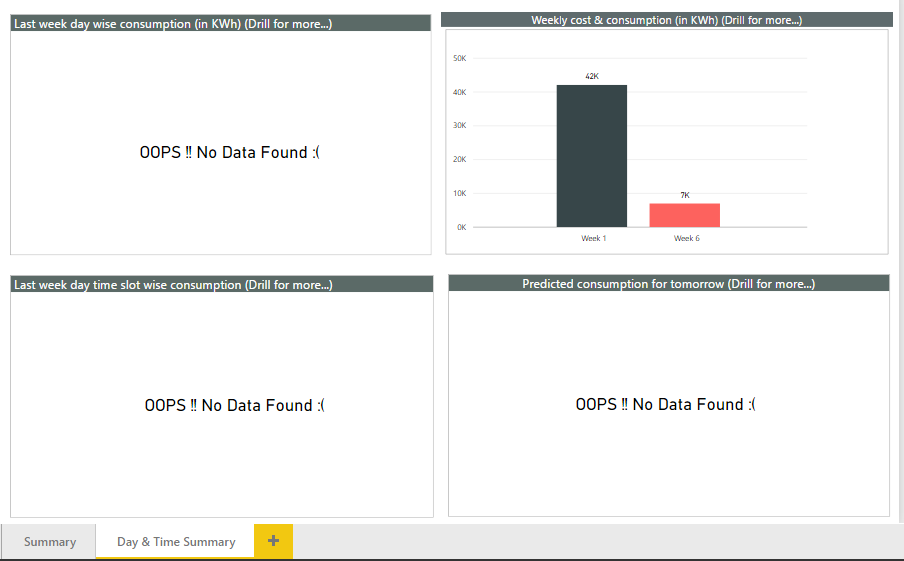 Last week day wise consumption (in KWh) (Drill for more...)
OOPS !! No Data Found :(
Weekly cost & consumption (in KWh) (Drill for more...)
50K
40K
30K
20K
10K
0K
42K
7K
Week 1
Week 6
Last week day time slot wise consumption (Drill for more...)
OOPS !! No Data Found :(
Predicted consumption for tomorrow (Drill for more...)
OOPS !! No Data Found :(
Summary
Day & Time Summary
+